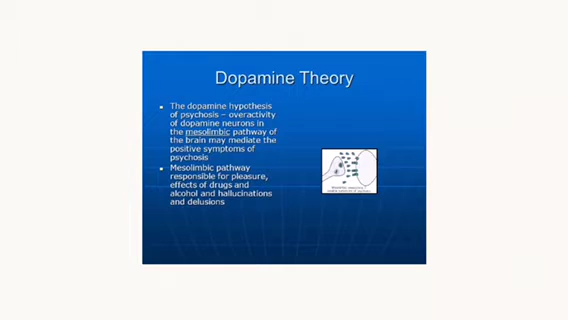 Dopamine Theory
The dopamine hypothesis
of psychosis – overactivity
of dopamine neurons in
the mesolimbic pathway of
the brain may mediate the
positive symptoms of
psychosis
Mesolimbic pathway
responsible for pleasure,
effects of drugs and
alcohol and hallucinations
and delusions